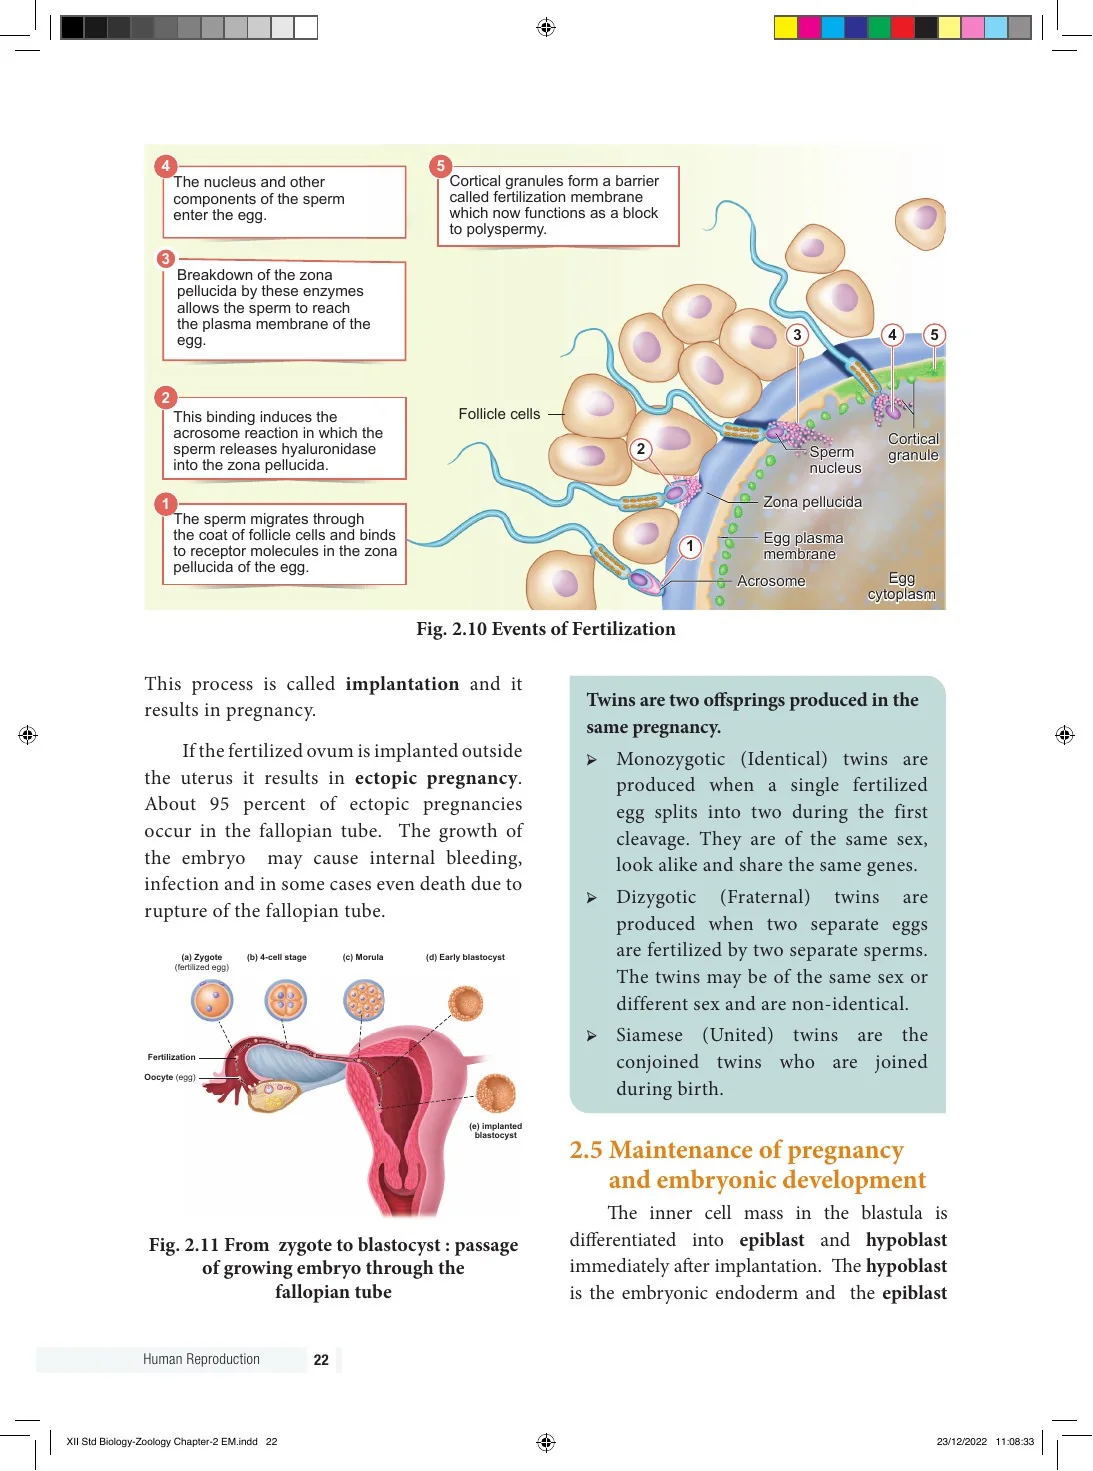 4
The nucleus and other
components of the sperm
enter the egg.
3
Breakdown of the zona
pellucida by these enzymes
allows the sperm to reach
the plasma membrane of the
egg.
2
This binding induces the
acrosome reaction in which the
sperm releases hyaluronidase
into the zona pellucida.
1
The sperm migrates through
the coat of follicle cells and binds
to receptor molecules in the zona
pellucida of the egg.
5
Cortical granules form a barrier
called fertilization membrane
which now functions as a block
to polyspermy.
3
4
5
Follicle cells
2
Sperm
nucleus
Cortical
granule
Zona pellucida
1
Egg plasma
membrane
Acrosome
Egg
cytoplasm
Fig. 2.10 Events of Fertilization
This process is called implantation and it
results in pregnancy.
If the fertilized ovum is implanted outside
the uterus it results in ectopic pregnancy.
About 95 percent of ectopic pregnancies
occur in the fallopian tube. The growth of
the embryo may cause internal bleeding,
infection and in some cases even death due to
rupture of the fallopian tube.
(a) Zygote
(fertilized egg)
(b) 4-cell stage
(c) Morula
(d) Early blastocyst
Fertilization
Oocyte (egg)
(e) implanted
blastocyst
Fig. 2.11 From zygote to blastocyst : passage
of growing embryo through the
fallopian tube
Twins are two offsprings produced in the
same pregnancy.
➢ Monozygotic (Identical) twins are
produced when a single fertilized
egg splits into two during the first
cleavage. They are of the same sex,
look alike and share the same genes.
➢ Dizygotic (Fraternal) twins are
produced when two separate eggs
are fertilized by two separate sperms.
The twins may be of the same sex or
different sex and are non-identical.
➢ Siamese (United) twins are the
conjoined twins who are joined
during birth.
2.5 Maintenance of pregnancy
and embryonic development
The inner cell mass in the blastula is
differentiated into epiblast and hypoblast
immediately after implantation. The hypoblast
is the embryonic endoderm and the epiblast
Human Reproduction 22
XII Std Biology-Zoology Chapter-2 EM.indd 22
23/12/2022 11:08:33